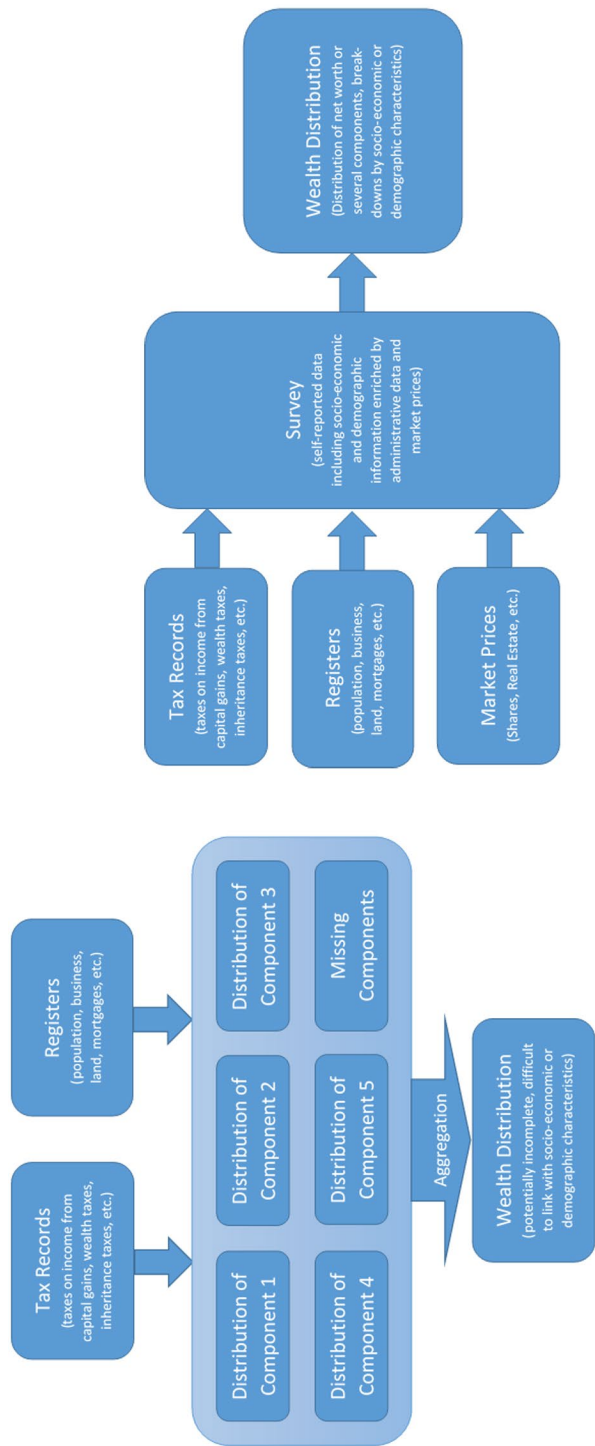 Tax Records
(taxes on income from
capital gains, wealth taxes,
inheritance taxes, etc.)
Registers
(population, business,
land, mortgages, etc.)
Distribution of
Component 1
Distribution of
Component 2
Distribution of
Component 3
Distribution of
Component 4
Distribution of
Component 5
Missing
Components
Aggregation
Wealth Distribution
(potentially incomplete, difficult
to link with socio-economic or
demographic characteristics)
Tax Records
(taxes on income from
capital gains, wealth taxes,
inheritance taxes, etc.)
Registers
(population, business,
land, mortgages, etc.)
Market Prices
(Shares, Real Estate, etc.)
Survey
(self-reported data
including socio-economic
and demographic
information enriched by
administrative data and
market prices)
Wealth Distribution
(Distribution of net worth or
several components, break-
downs by socio-economic or
demographic characteristics)